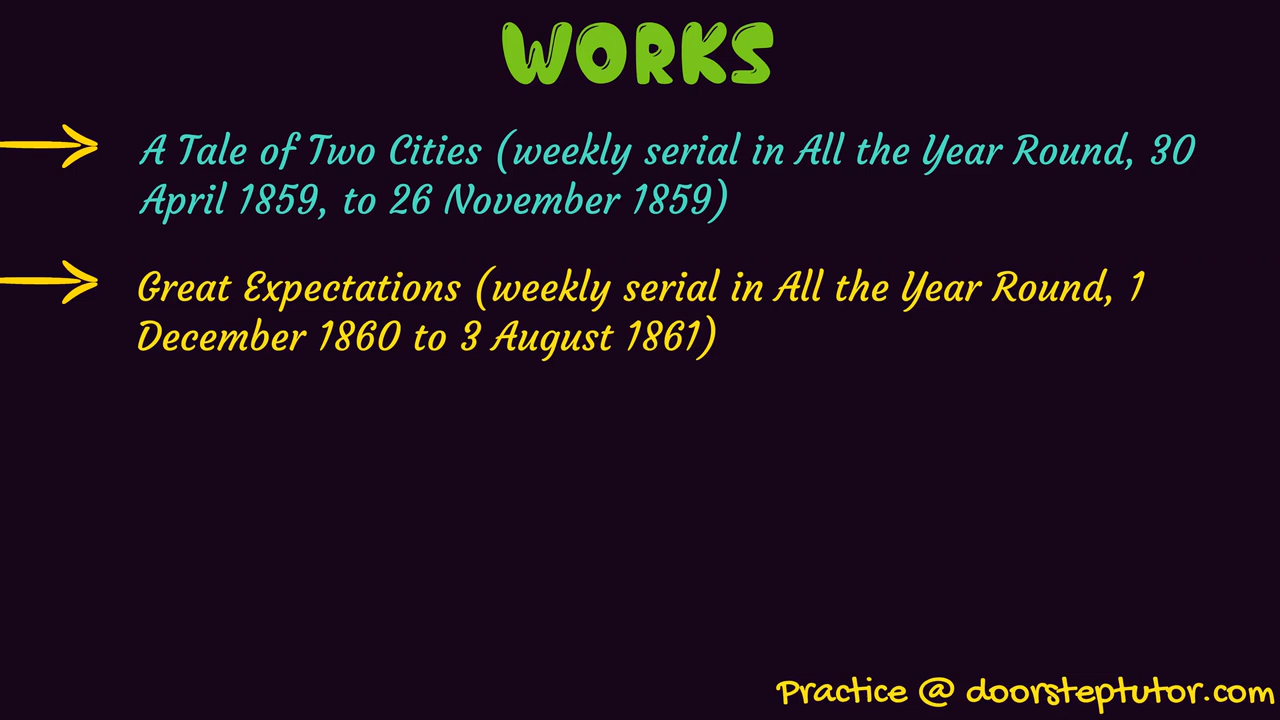 WORKS
A Tale of Two Cities (weekly serial in All the Year Round, 30
April 1859, to 26 November 1859)
Great Expectations (weekly serial in All the Year Round, 1
December 1860 to 3 August 1861)
Practice @ doorsteptutor.com